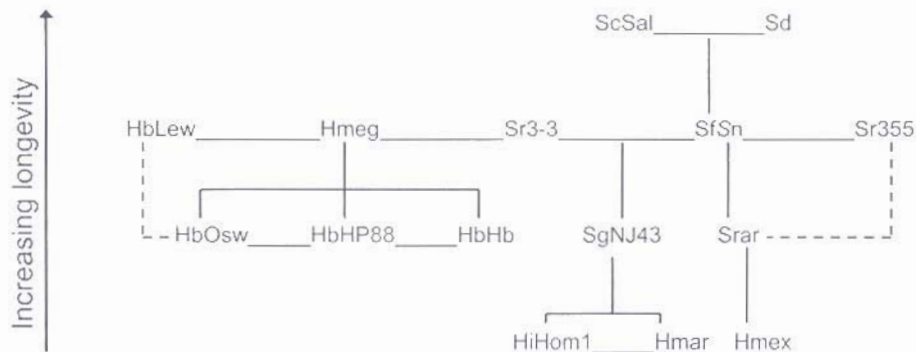 Increasing longevity
ScSal Sd
HbLew Hmeg Sr3-3 SfSn Sr355
HbOsw HbHP88 HbHb SgNJ43 Srar
HiHom1 Hmar Hmex